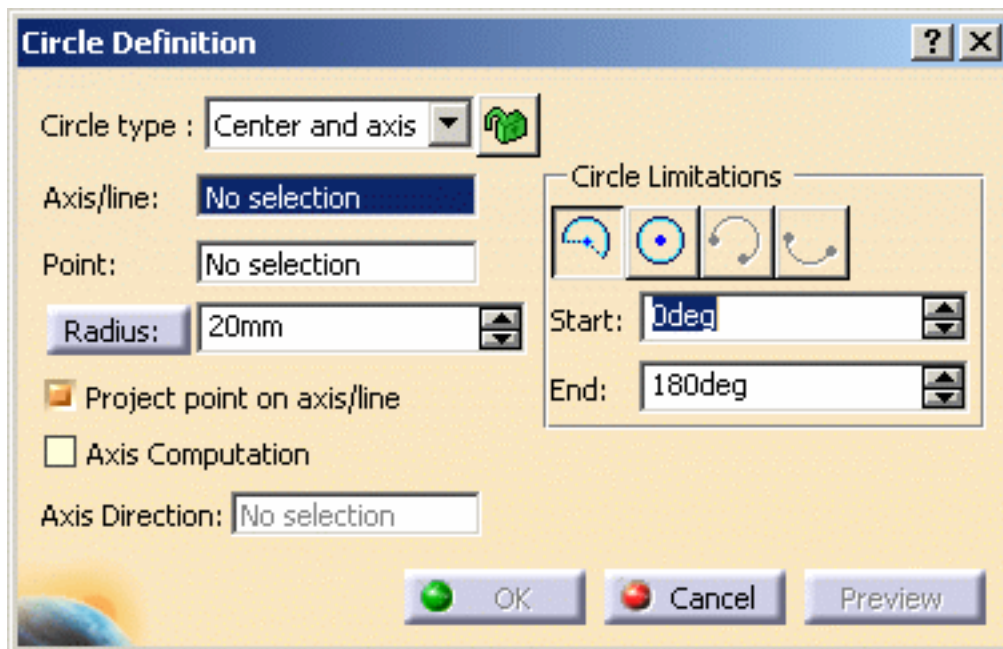 Circle Definition
Circle type : Center and axis
Axis/line: No selection
Point: No selection
Radius: 20mm
Project point on axis/line
Axis Computation
Axis Direction: No selection
Circle Limitations
Start: 0deg
End: 180deg
OK Cancel Preview